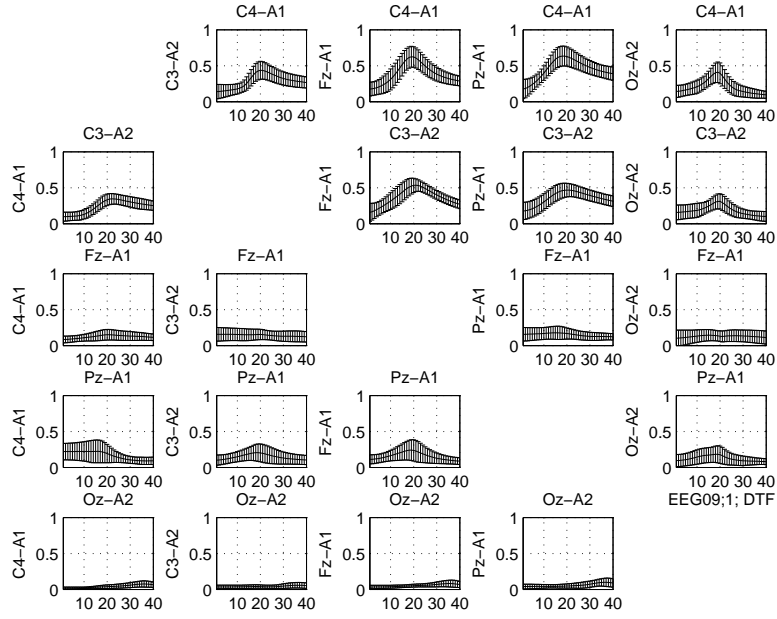 C4−A1 C4−A1 C4−A1 C4−A1
1 1 1 1
C3−A2 Fz−A1 Pz−A1 Oz−A2
0.5 0.5 0.5 0.5
0 0 0 0
10 20 30 40 10 20 30 40 10 20 30 40 10 20 30 40
C3−A2 C3−A2 C3−A2 C3−A2
1 1 1 1
C4−A1 Fz−A1 Pz−A1 Oz−A2
0.5 0.5 0.5 0.5
0 0 0 0
10 20 30 40 10 20 30 40 10 20 30 40 10 20 30 40
Fz−A1 Fz−A1 Fz−A1 Fz−A1
1 1 1 1
C4−A1 C3−A2 Pz−A1 Oz−A2
0.5 0.5 0.5 0.5
0 0 0 0
10 20 30 40 10 20 30 40 10 20 30 40 10 20 30 40
Pz−A1 Pz−A1 Pz−A1 Pz−A1
1 1 1 1
C4−A1 C3−A2 Fz−A1 Oz−A2
0.5 0.5 0.5 0.5
0 0 0 0
10 20 30 40 10 20 30 40 10 20 30 40 10 20 30 40
EEG09;1; DTF
Oz−A2 Oz−A2 Oz−A2 Oz−A2
1 1 1 1
C4−A1 C3−A2 Fz−A1 Pz−A1
0.5 0.5 0.5 0.5
0 0 0 0
10 20 30 40 10 20 30 40 10 20 30 40 10 20 30 40